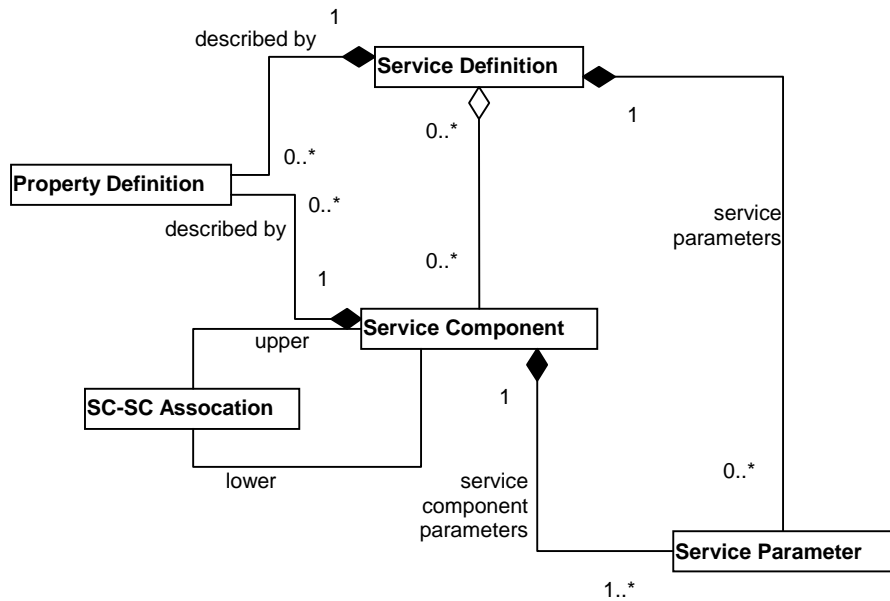 1
described by
Service Definition
0..*
1
0..*
Property Definition
0..*
described by
service
parameters
0..*
1
Service Component
upper
SC-SC Assocation
1
lower
service
component
parameters
0..*
Service Parameter
1..*